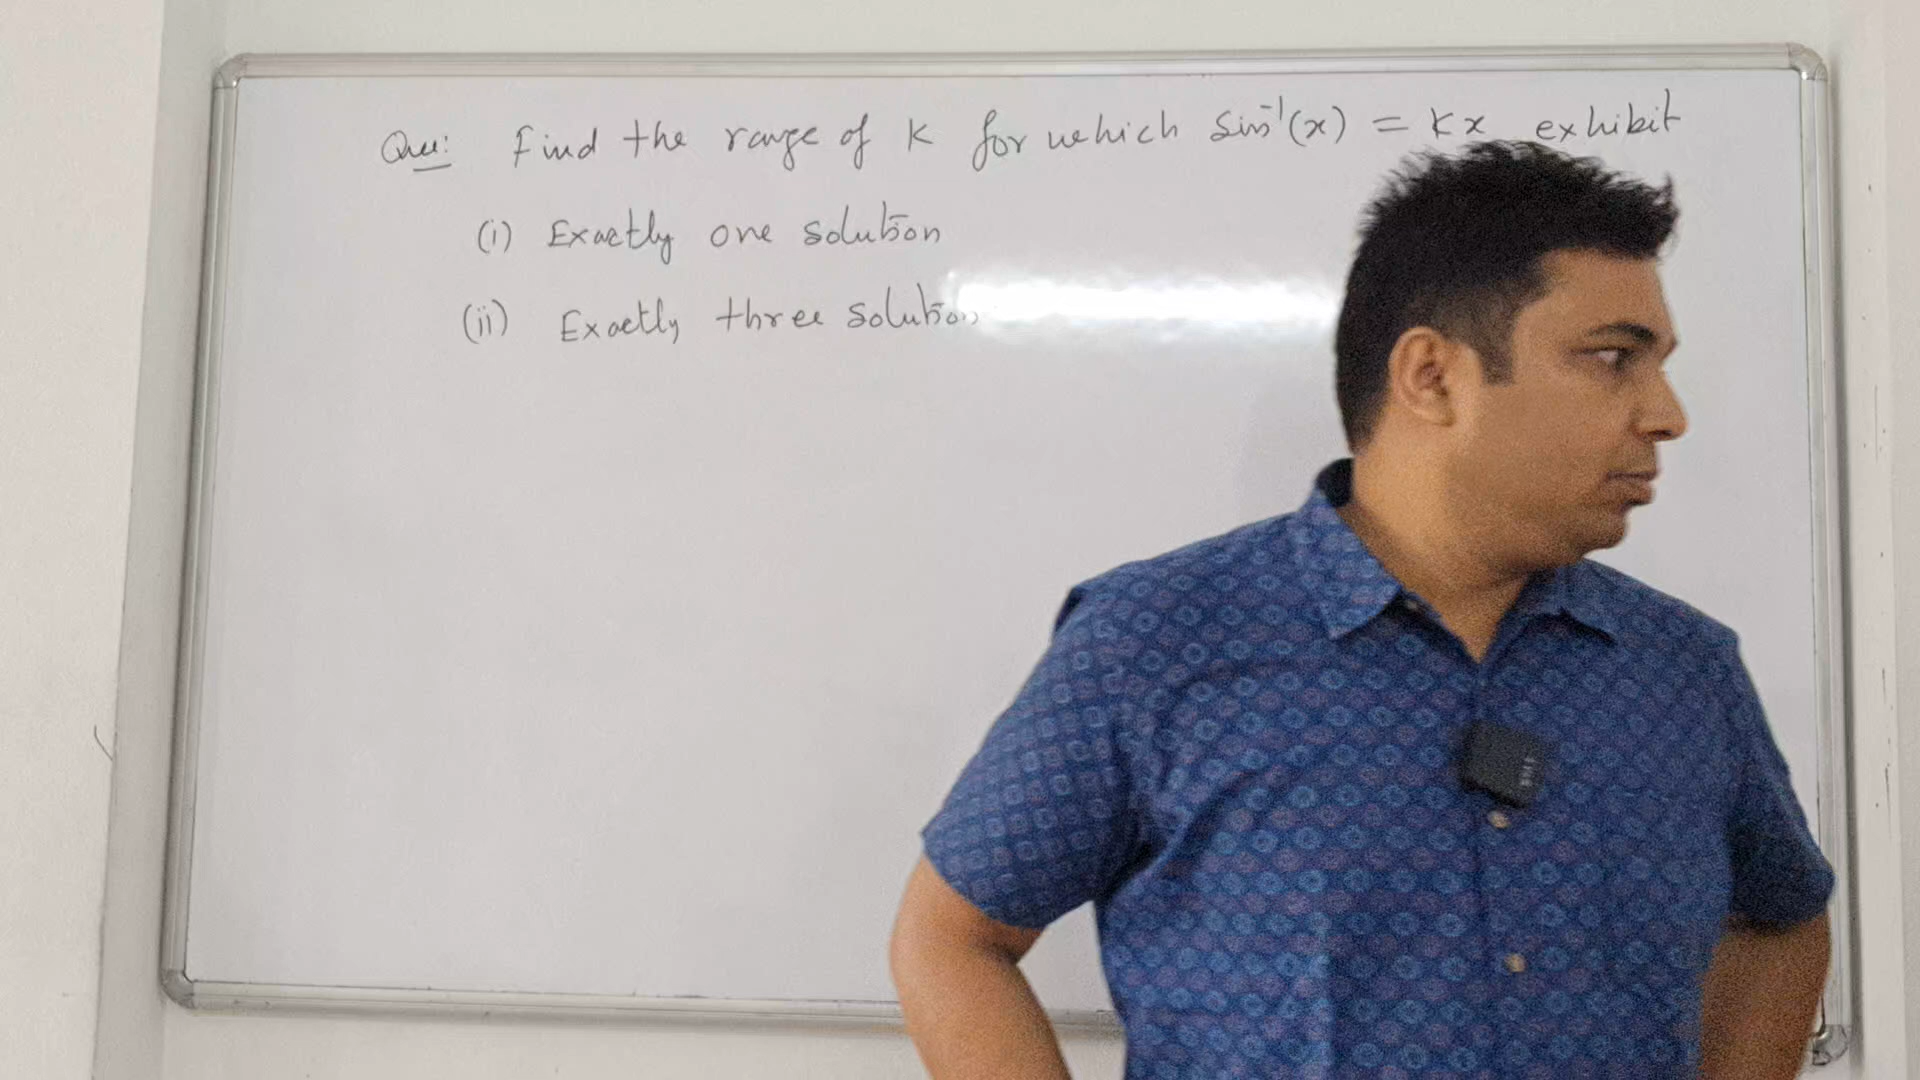 Que: Find the range of K for which Sin⁻¹(x) = Kx exhibit
(i) Exactly one solution
(ii) Exactly three solution